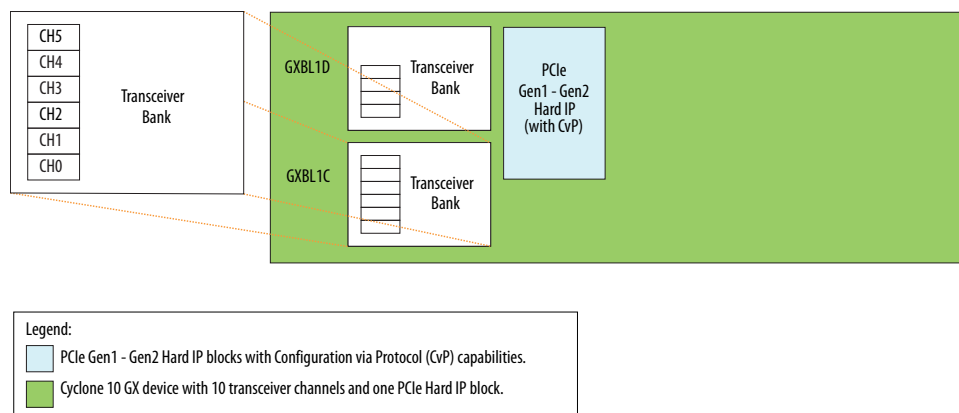 CH5
CH4
CH3
CH2
CH1
CH0
Transceiver
Bank
GXBL1D
Transceiver
Bank
PCIe
Gen1 - Gen2
Hard IP
(with CvP)
GXBL1C
Transceiver
Bank
Legend:
PCIe Gen1 - Gen2 Hard IP blocks with Configuration via Protocol (CvP) capabilities.
Cyclone 10 GX device with 10 transceiver channels and one PCIe Hard IP block.